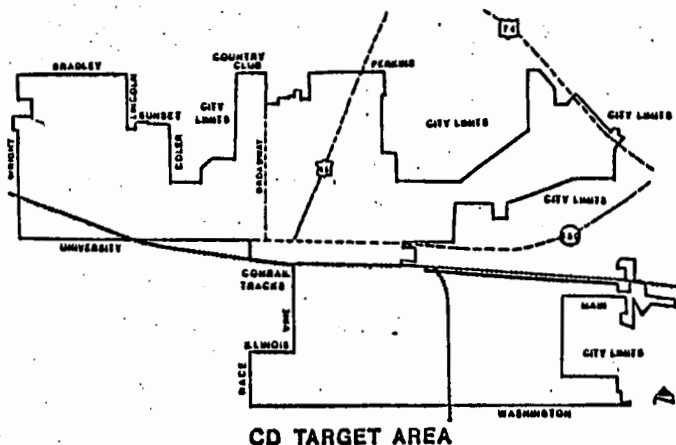 COUNTRY
CLUB
74
BRADLEY
PERKINS
LINCOLN
SUNSET
CITY
LIMITS
CITY LIMITS
CITY LIMITS
COLER
BROADWAY
WRIGHT
45
CITY LIMITS
150
UNIVERSITY
CONRAIL
TRACKS
VINE
MAIN
ILLINOIS
CITY LIMITS
RACE
WASHINGTON
CD TARGET AREA